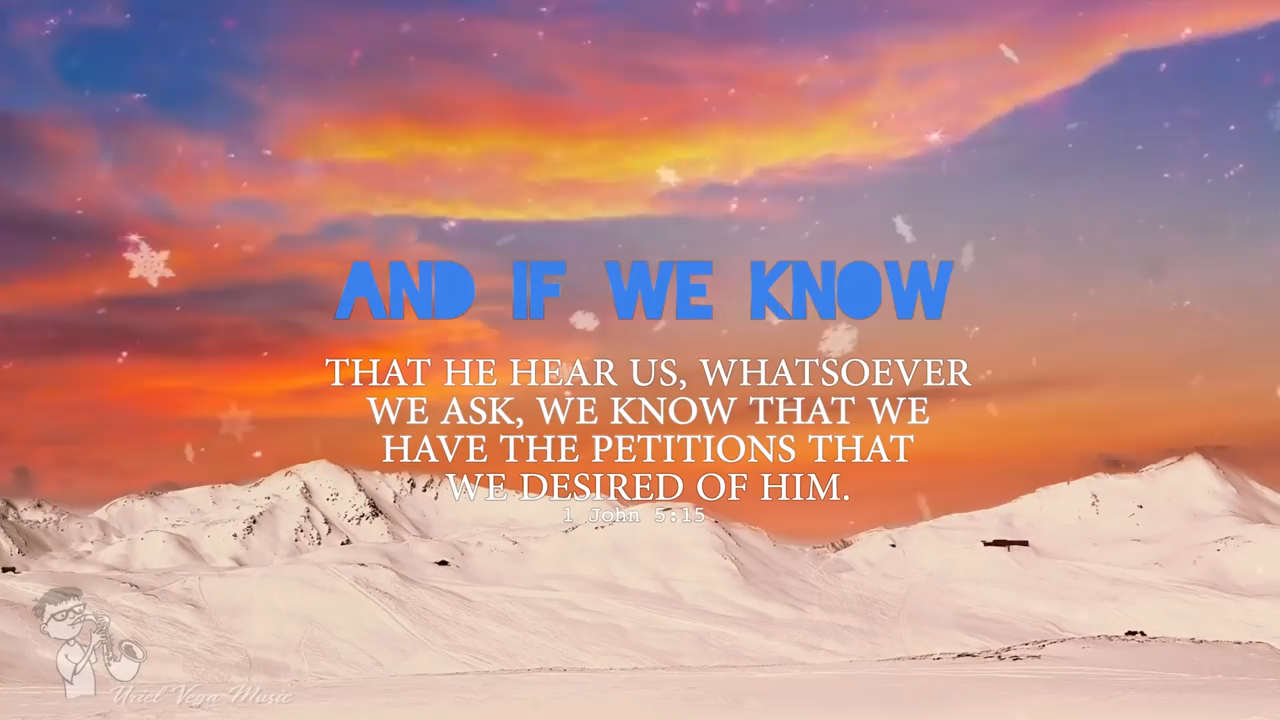 AND IF WE KNOW
THAT HE HEAR US, WHATSOEVER
WE ASK, WE KNOW THAT WE
HAVE THE PETITIONS THAT
WE DESIRED OF HIM.
1 John 5:15
Uriel Vega Music